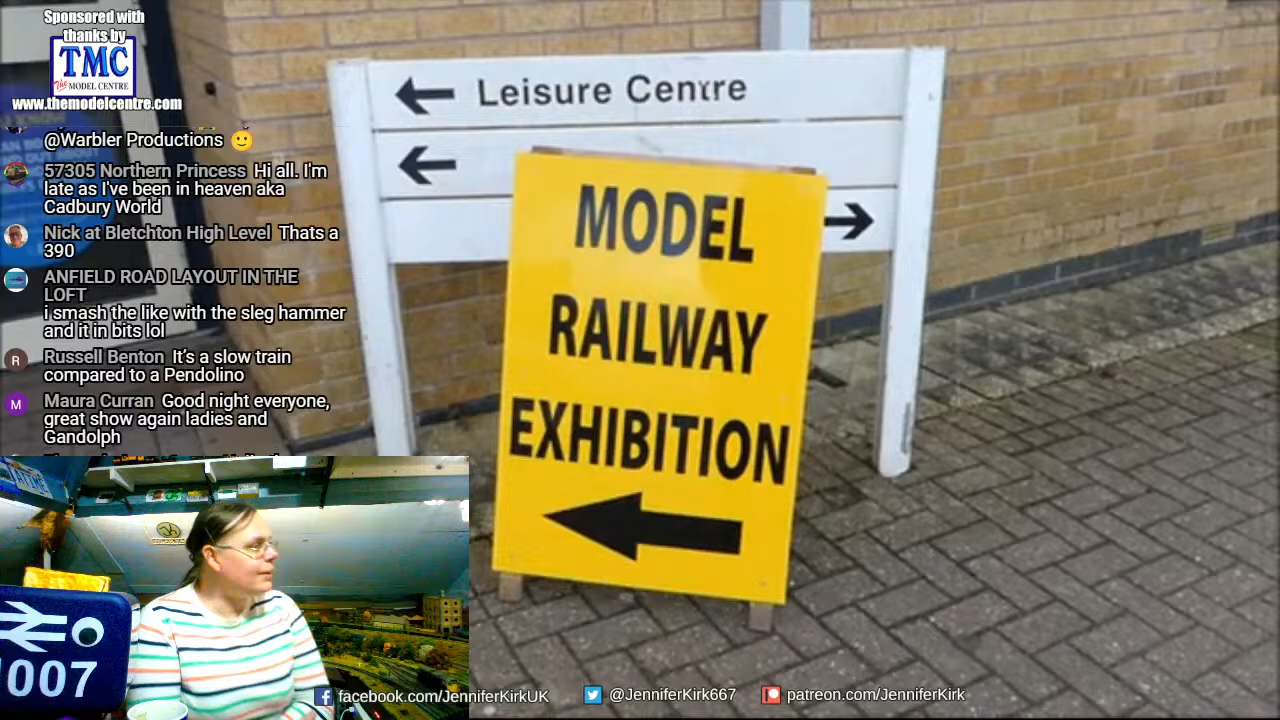 Sponsored with
thanks by
TMC
The MODEL CENTRE
www.themodelcentre.com
@Warbler Productions 🙂
57305 Northern Princess Hi all. I'm
late as I've been in heaven aka
Cadbury World
Nick at Bletchton High Level Thats a
390
ANFIELD ROAD LAYOUT IN THE
LOFT
i smash the like with the sleg hammer
and it in bits lol
R
Russell Benton It's a slow train
compared to a Pendolino
M
Maura Curran Good night everyone,
great show again ladies and
Gandolph
← Leisure Centre
←
→
MODEL
RAILWAY
EXHIBITION
←
007
facebook.com/JenniferKirkUK
@JenniferKirk667
patreon.com/JenniferKirk